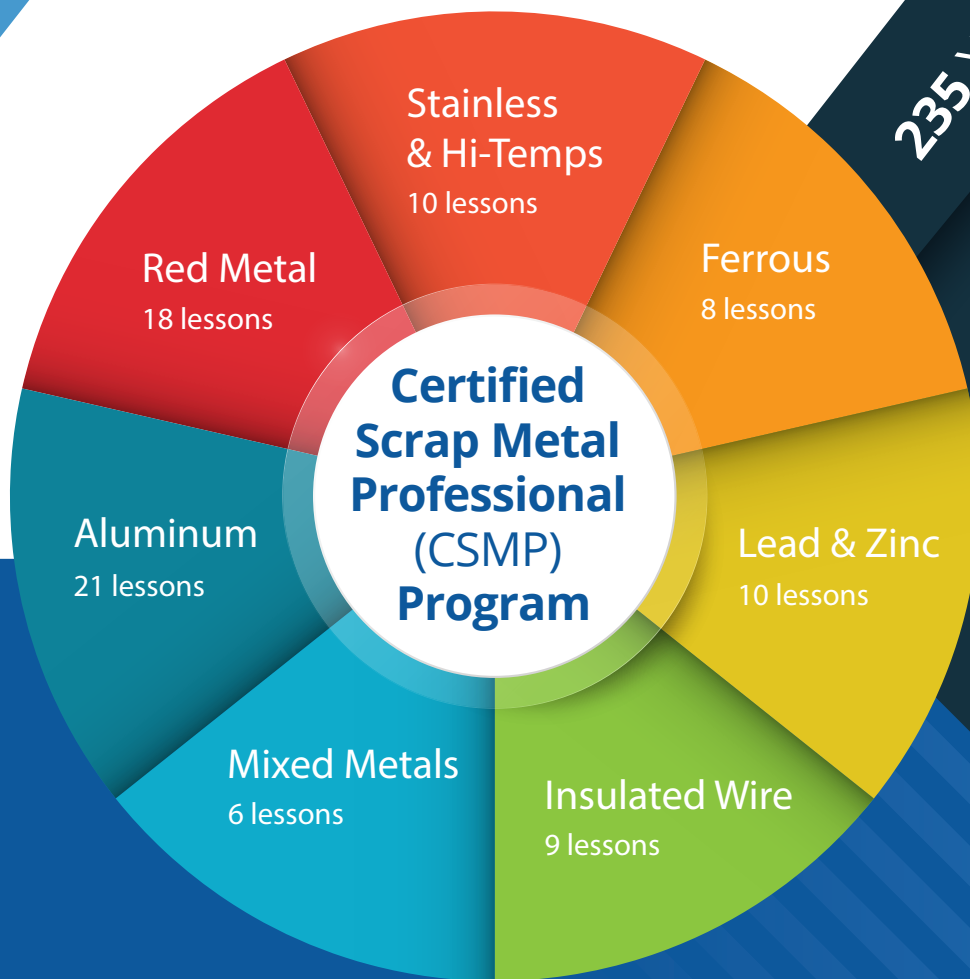 Stainless
& Hi-Temps
10 lessons
Ferrous
8 lessons
Lead & Zinc
10 lessons
Insulated Wire
9 lessons
Mixed Metals
6 lessons
Aluminum
21 lessons
Red Metal
18 lessons
Certified
Scrap Metal
Professional
(CSMP)
Program
235